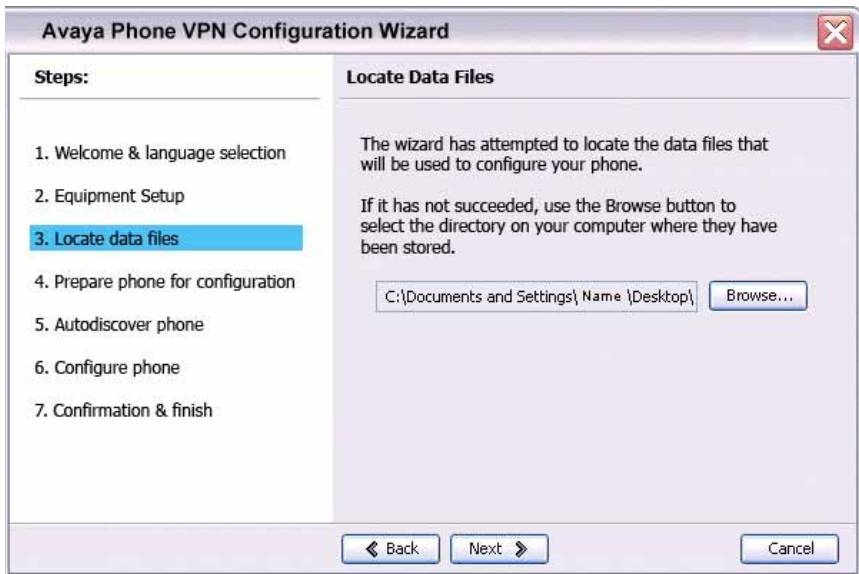 Avaya Phone VPN Configuration Wizard
Steps:
1. Welcome & language selection
2. Equipment Setup
3. Locate data files
4. Prepare phone for configuration
5. Autodiscover phone
6. Configure phone
7. Confirmation & finish
Locate Data Files
The wizard has attempted to locate the data files that
will be used to configure your phone.
If it has not succeeded, use the Browse button to
select the directory on your computer where they have
been stored.
C:\Documents and Settings\ Name \Desktop\
Browse...
Back
Next
Cancel